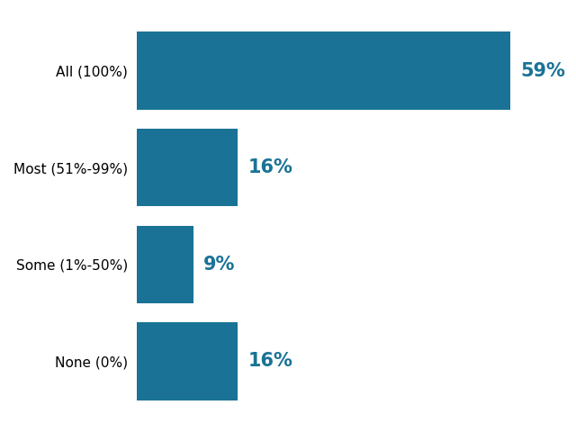 All (100%) 59%
Most (51%-99%) 16%
Some (1%-50%) 9%
None (0%) 16%